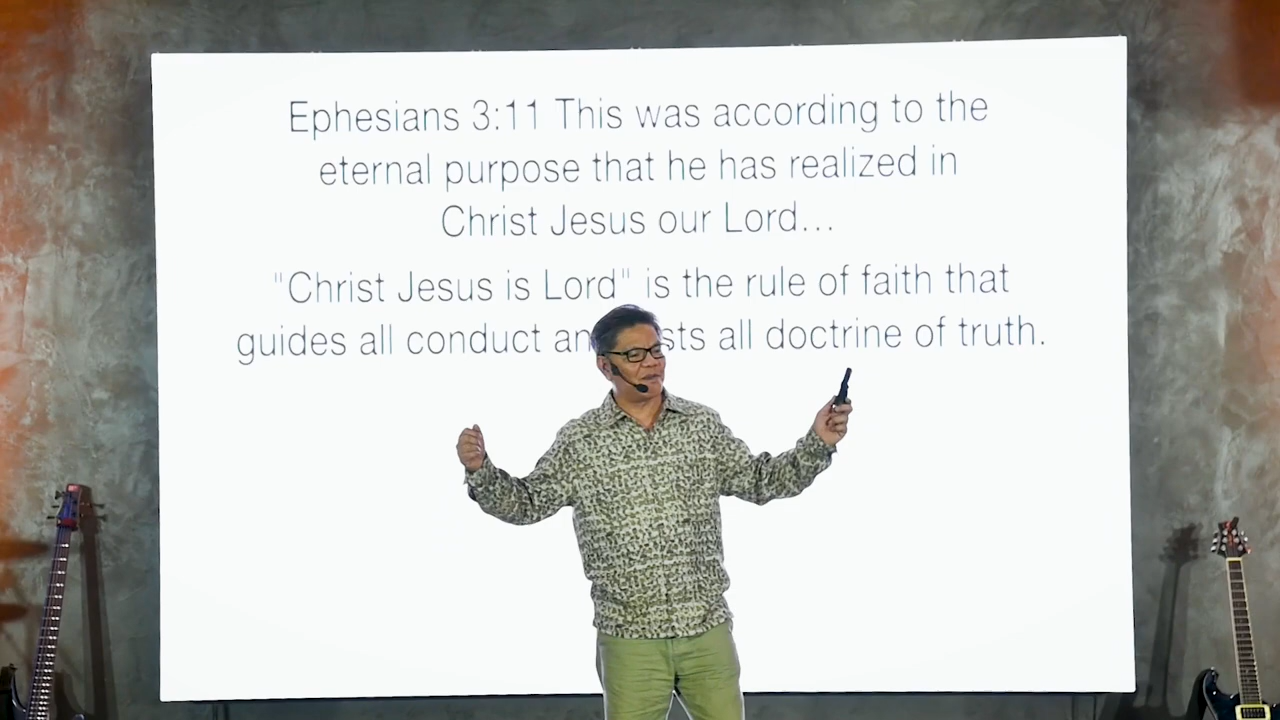 Ephesians 3:11 This was according to the
eternal purpose that he has realized in
Christ Jesus our Lord...
"Christ Jesus is Lord" is the rule of faith that
guides all conduct all doctrine of truth.